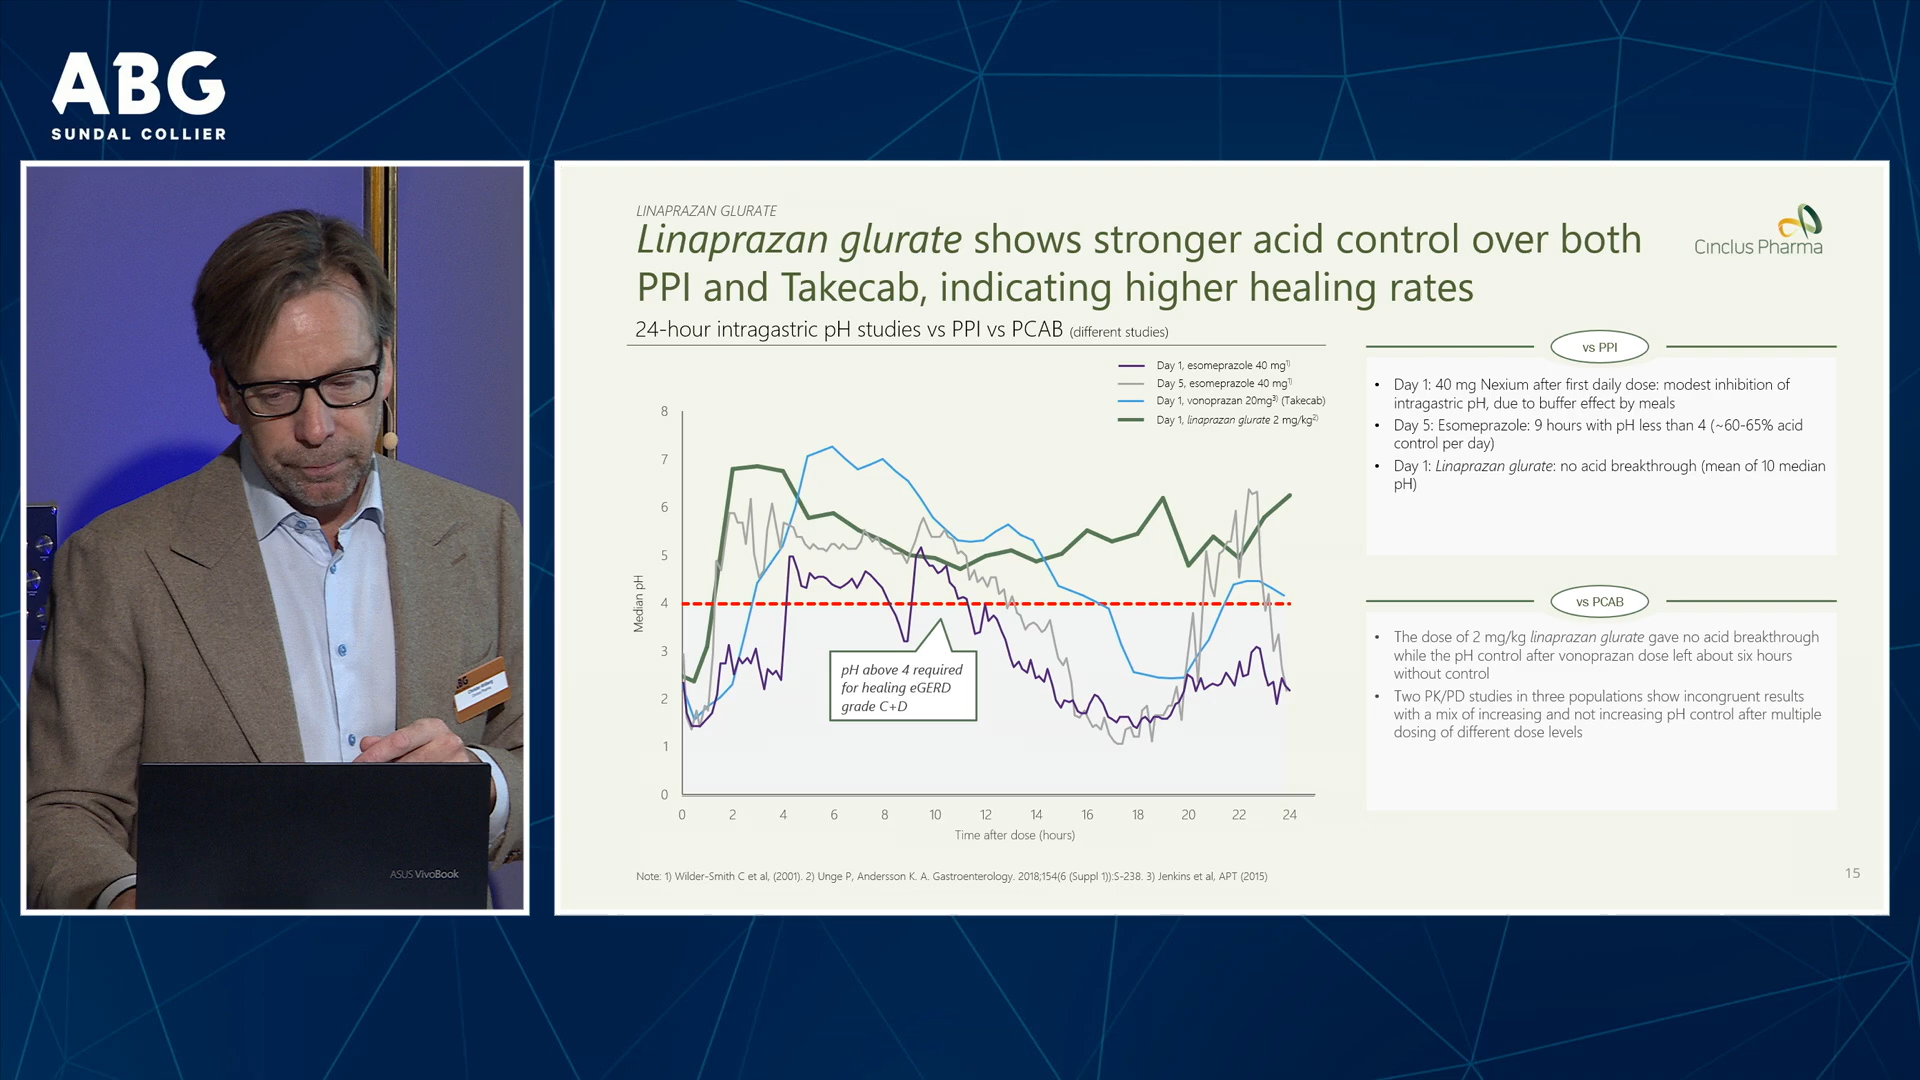 ABG
SUNDAL COLLIER
LINAPRAZAN GLURATE
Linaprazan glurate shows stronger acid control over both
PPI and Takecab, indicating higher healing rates
Cinclus Pharma
24-hour intragastric pH studies vs PPI vs PCAB (different studies)
Day 1, esomeprazole 40 mg1)
Day 5, esomeprazole 40 mg1)
Day 1, vonoprazan 20mg3) (Takecab)
Day 1, linaprazan glurate 2 mg/kg2)
8
7
6
5
4
3
2
1
0
Median pH
pH above 4 required
for healing eGERD
grade C+D
0 2 4 6 8 10 12 14 16 18 20 22 24
Time after dose (hours)
vs PPI
• Day 1: 40 mg Nexium after first daily dose: modest inhibition of
intragastric pH, due to buffer effect by meals
• Day 5: Esomeprazole: 9 hours with pH less than 4 (~60-65% acid
control per day)
• Day 1: Linaprazan glurate: no acid breakthrough (mean of 10 median
pH)
vs PCAB
• The dose of 2 mg/kg linaprazan glurate gave no acid breakthrough
while the pH control after vonoprazan dose left about six hours
without control
• Two PK/PD studies in three populations show incongruent results
with a mix of increasing and not increasing pH control after multiple
dosing of different dose levels
Note: 1) Wilder-Smith C et al, (2001). 2) Unge P, Andersson K. A. Gastroenterology. 2018;154(6 (Suppl 1)):S-238. 3) Jenkins et al, APT (2015)
15
ASUS VivoBook